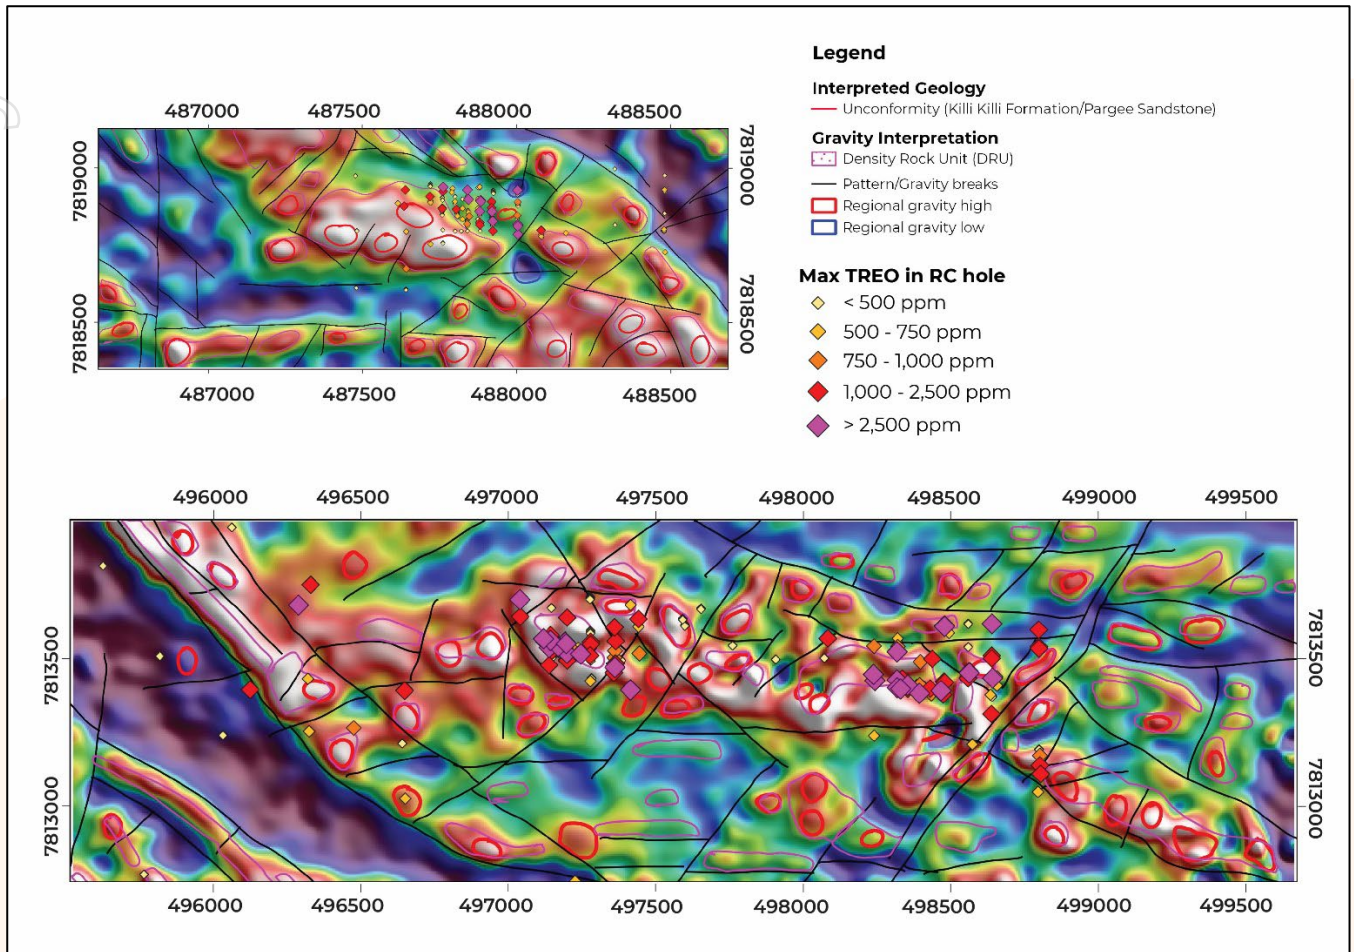 Legend
Interpreted Geology
Unconformity (Killi Killi Formation/Pargee Sandstone)
Gravity Interpretation
Density Rock Unit (DRU)
Pattern/Gravity breaks
Regional gravity high
Regional gravity low
Max TREO in RC hole
< 500 ppm
500 - 750 ppm
750 - 1,000 ppm
1,000 - 2,500 ppm
> 2,500 ppm
487000 487500 488000 488500
7819000 7819000
7818500 7818500
487000 487500 488000 488500
496000 496500 497000 497500 498000 498500 499000 499500
7813500 7813500
7813000 7813000
496000 496500 497000 497500 498000 498500 499000 499500